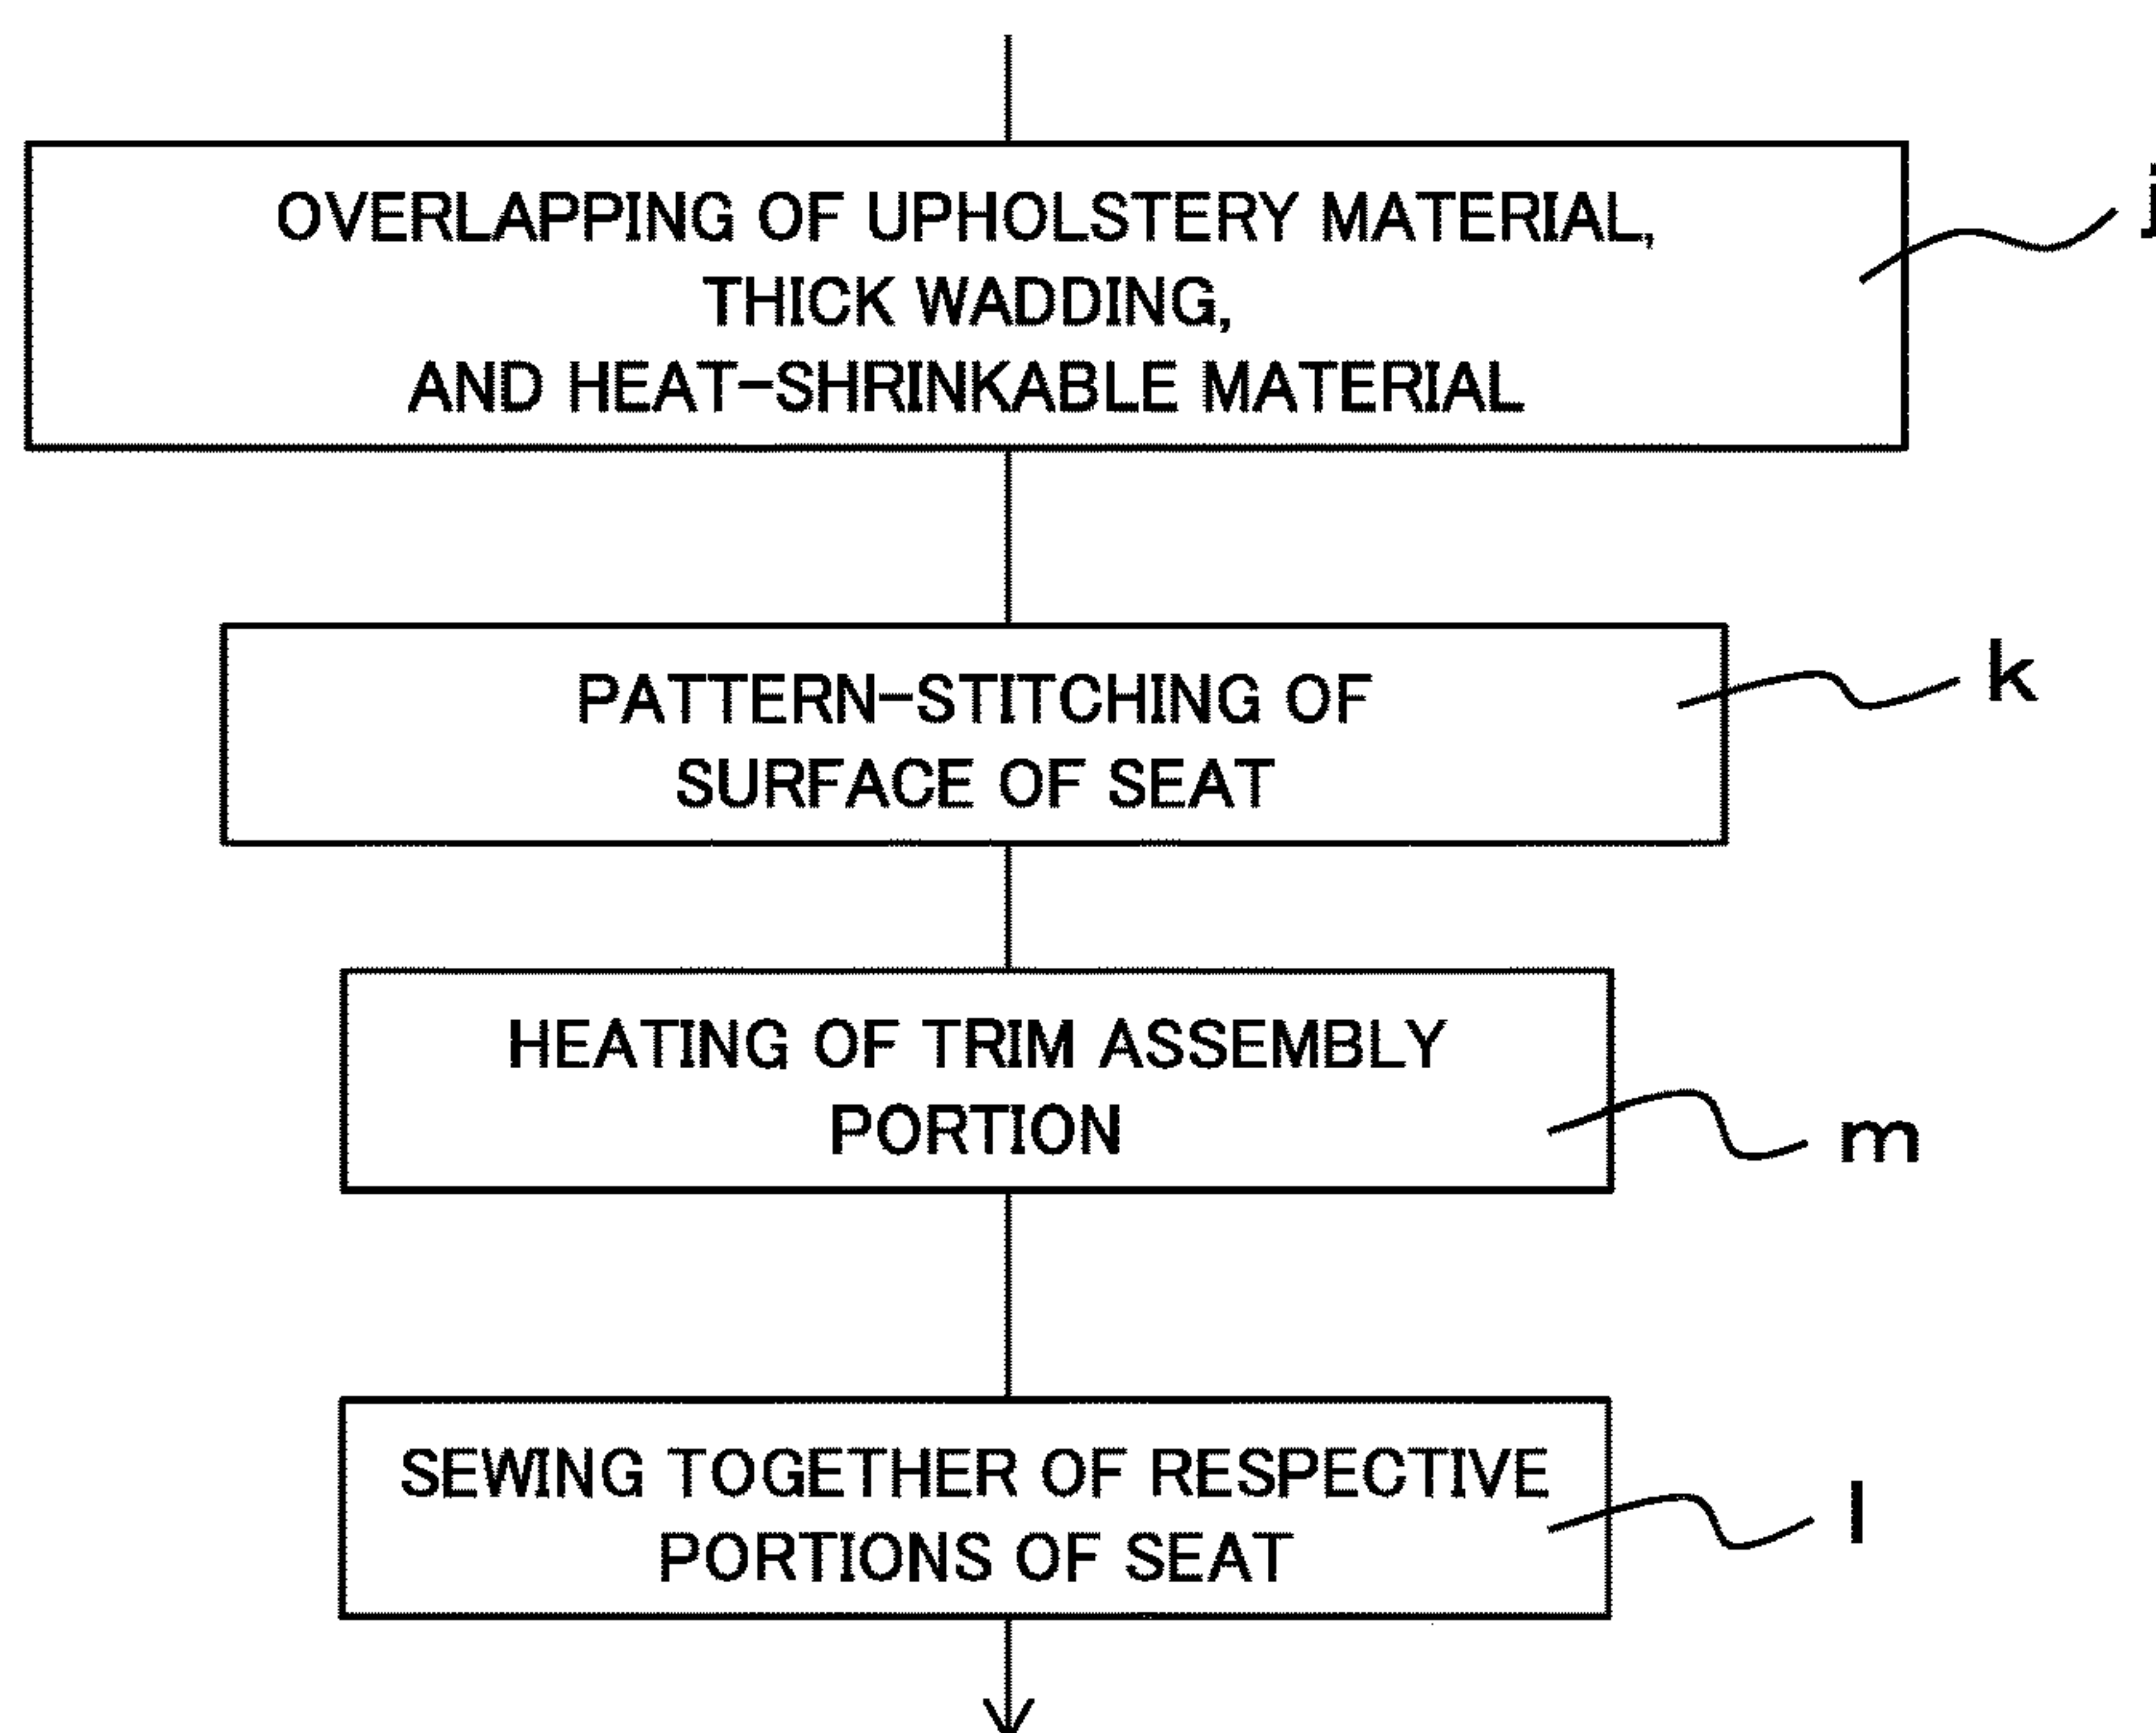 OVERLAPPING OF UPHOLSTERY MATERIAL,
THICK WADDING,
AND HEAT-SHRINKABLE MATERIAL
j
PATTERN-STITCHING OF
SURFACE OF SEAT
k
HEATING OF TRIM ASSEMBLY
PORTION
m
SEWING TOGETHER OF RESPECTIVE
PORTIONS OF SEAT
l